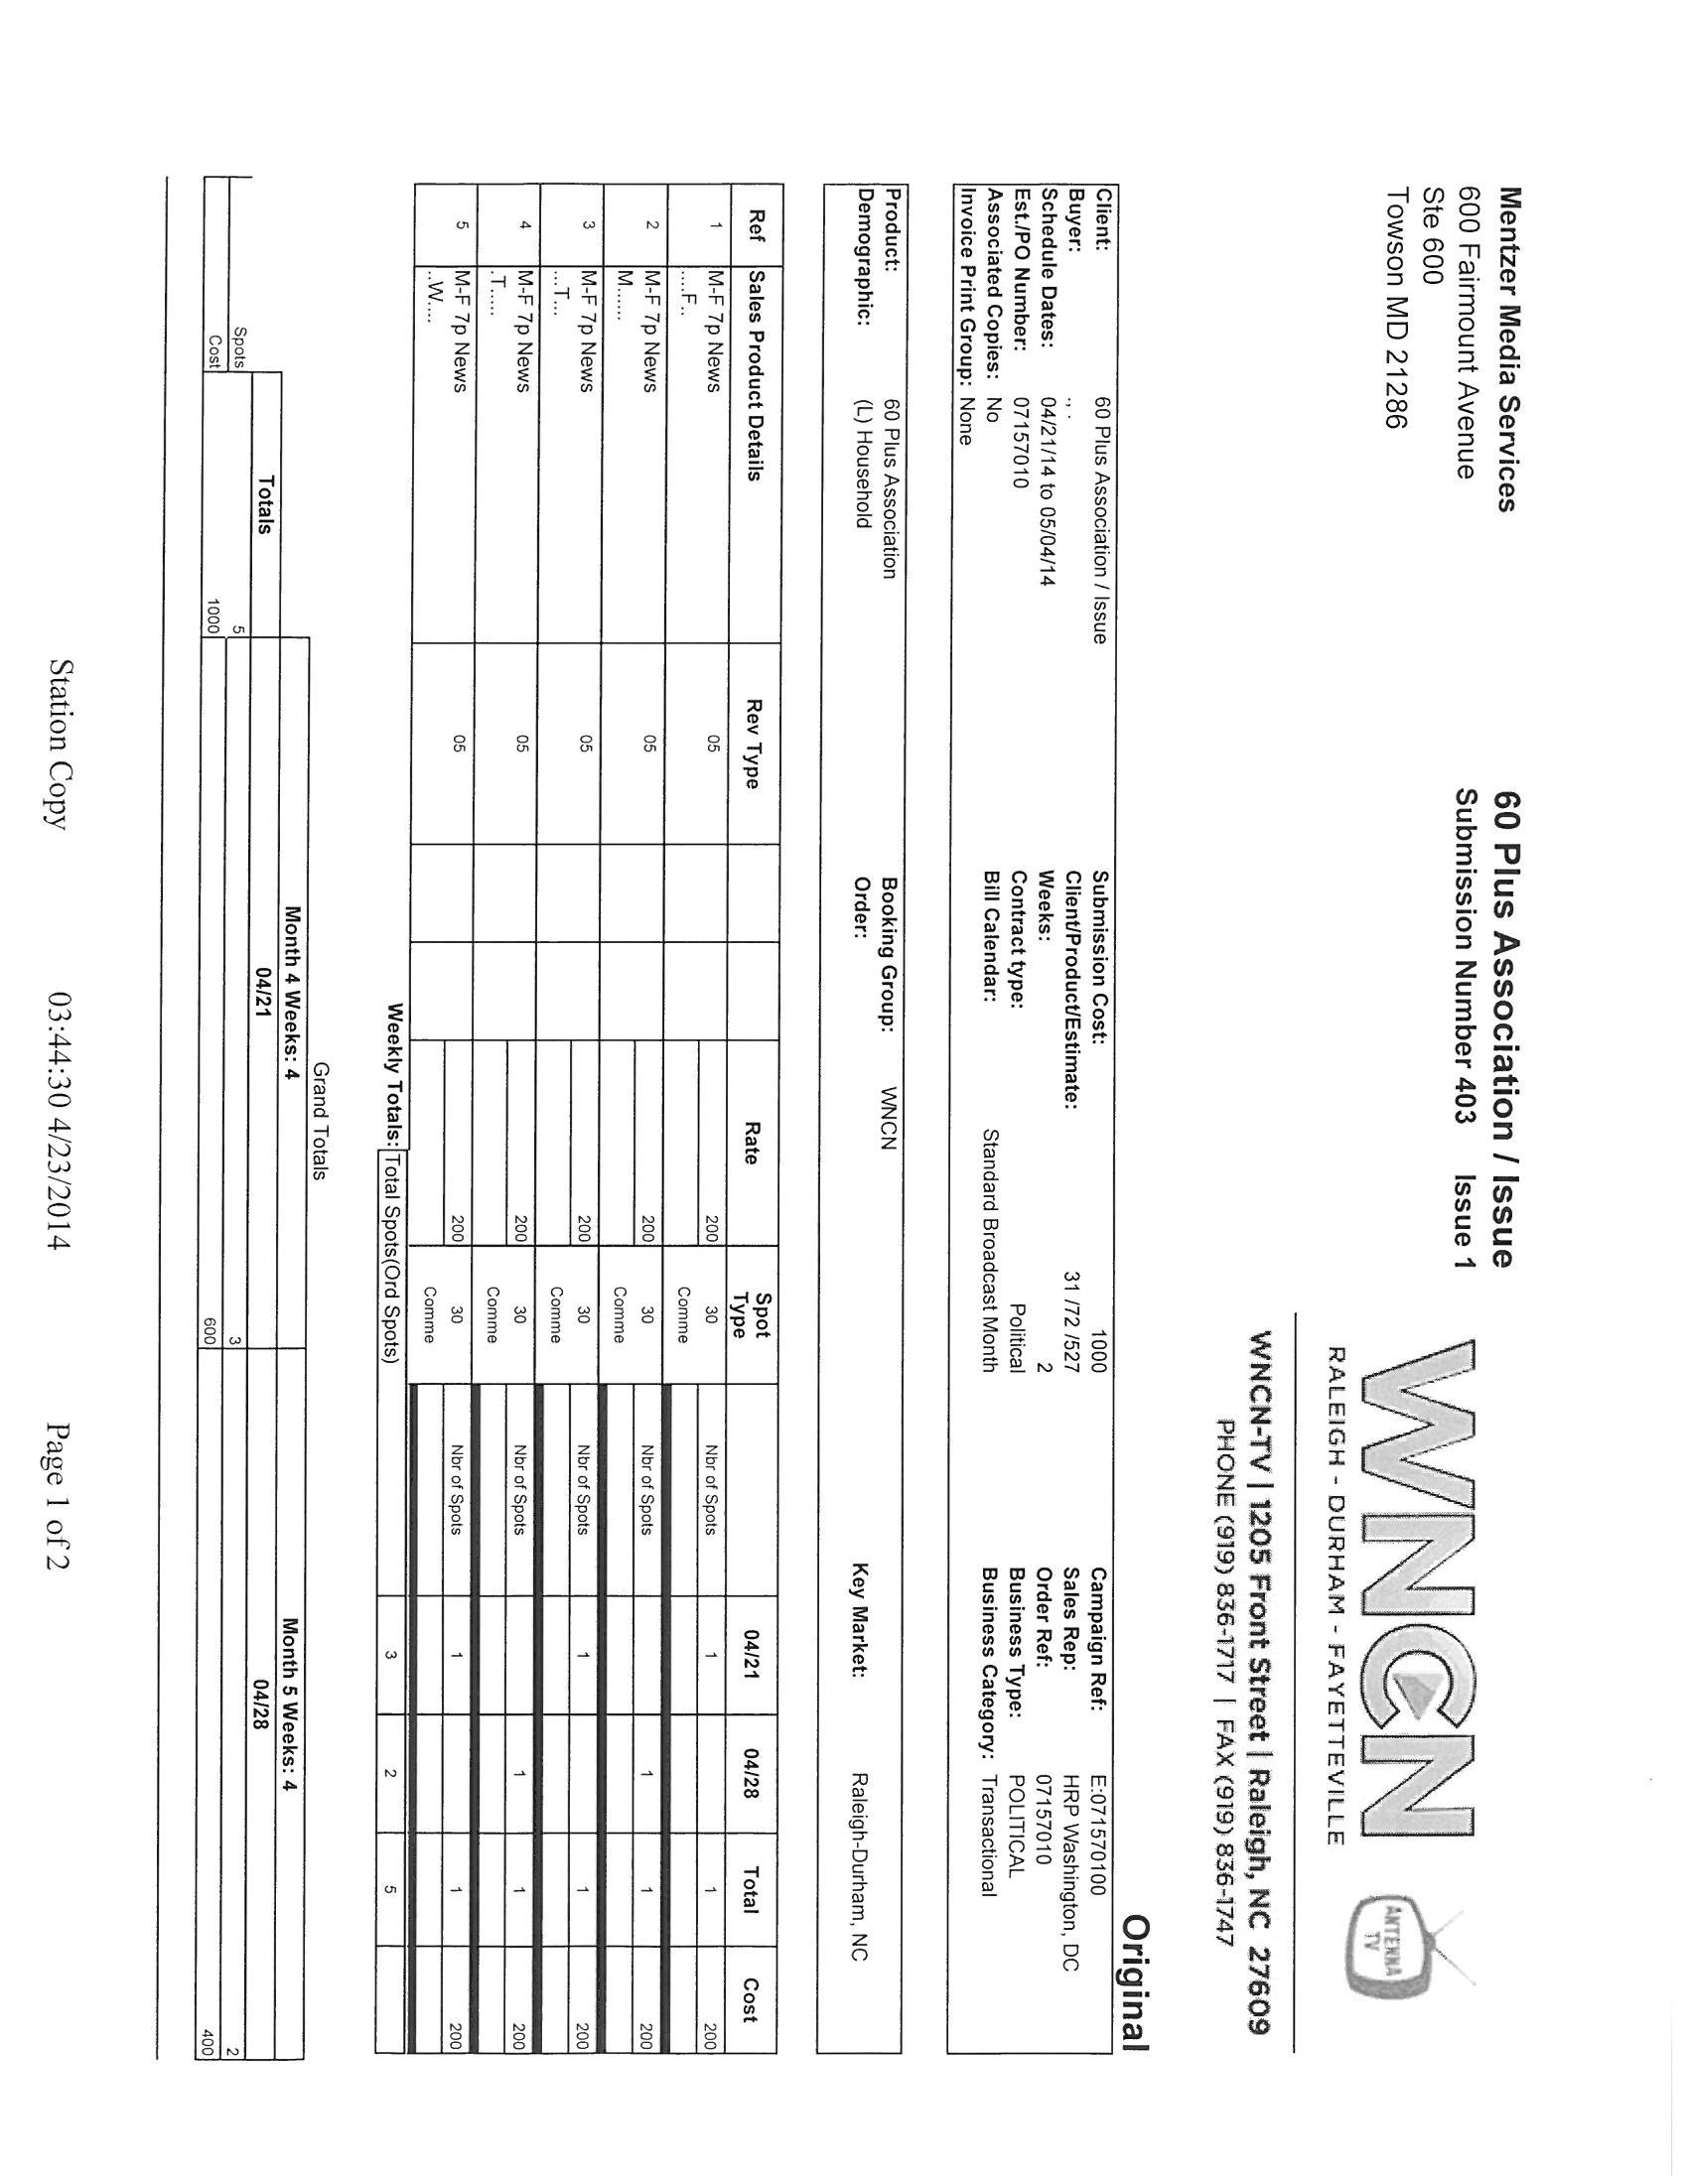 Mentzer Media Services
600 Fairmount Avenue
Ste 600
Towson MD 21286
60 Plus Association / Issue
Submission Number 403 Issue 1
WNCN
RALEIGH - DURHAM - FAYETTEVILLE
ANTENNA
TV
WNCN-TV | 1205 Front Street | Raleigh, NC 27609
PHONE (919) 836-1717 | FAX (919) 836-1747
Original
Client: 60 Plus Association / Issue Submission Cost: 1000 Campaign Ref: E:07157010O
Buyer: , , Client/Product/Estimate: 31 /72 /527 Sales Rep: HRP Washington, DC
Schedule Dates: 04/21/14 to 05/04/14 Weeks: 2 Order Ref: 07157010
Est./PO Number: 07157010 Contract type: Political Business Type: POLITICAL
Associated Copies: No Bill Calendar: Standard Broadcast Month Business Category: Transactional
Invoice Print Group: None
Product: 60 Plus Association Booking Group: WNCN
Demographic: (L) Household Order: Key Market: Raleigh-Durham, NC
Ref Sales Product Details Rev Type Rate Spot Type 04/21 04/28 Total Cost
1 M-F 7p News 05 200 30 Nbr of Spots 1 1 200
....F.. Comme
2 M-F 7p News 05 200 30 Nbr of Spots 1 1 200
M...... Comme
3 M-F 7p News 05 200 30 Nbr of Spots 1 1 200
...T... Comme
4 M-F 7p News 05 200 30 Nbr of Spots 1 1 200
.T..... Comme
5 M-F 7p News 05 200 30 Nbr of Spots 1 1 200
..W.... Comme
Weekly Totals: Total Spots(Ord Spots) 3 2 5
Grand Totals
Month 4 Weeks: 4 Month 5 Weeks: 4
Totals 04/21 04/28
Spots 5 3 2
Cost 1000 600 400
Station Copy 03:44:30 4/23/2014 Page 1 of 2